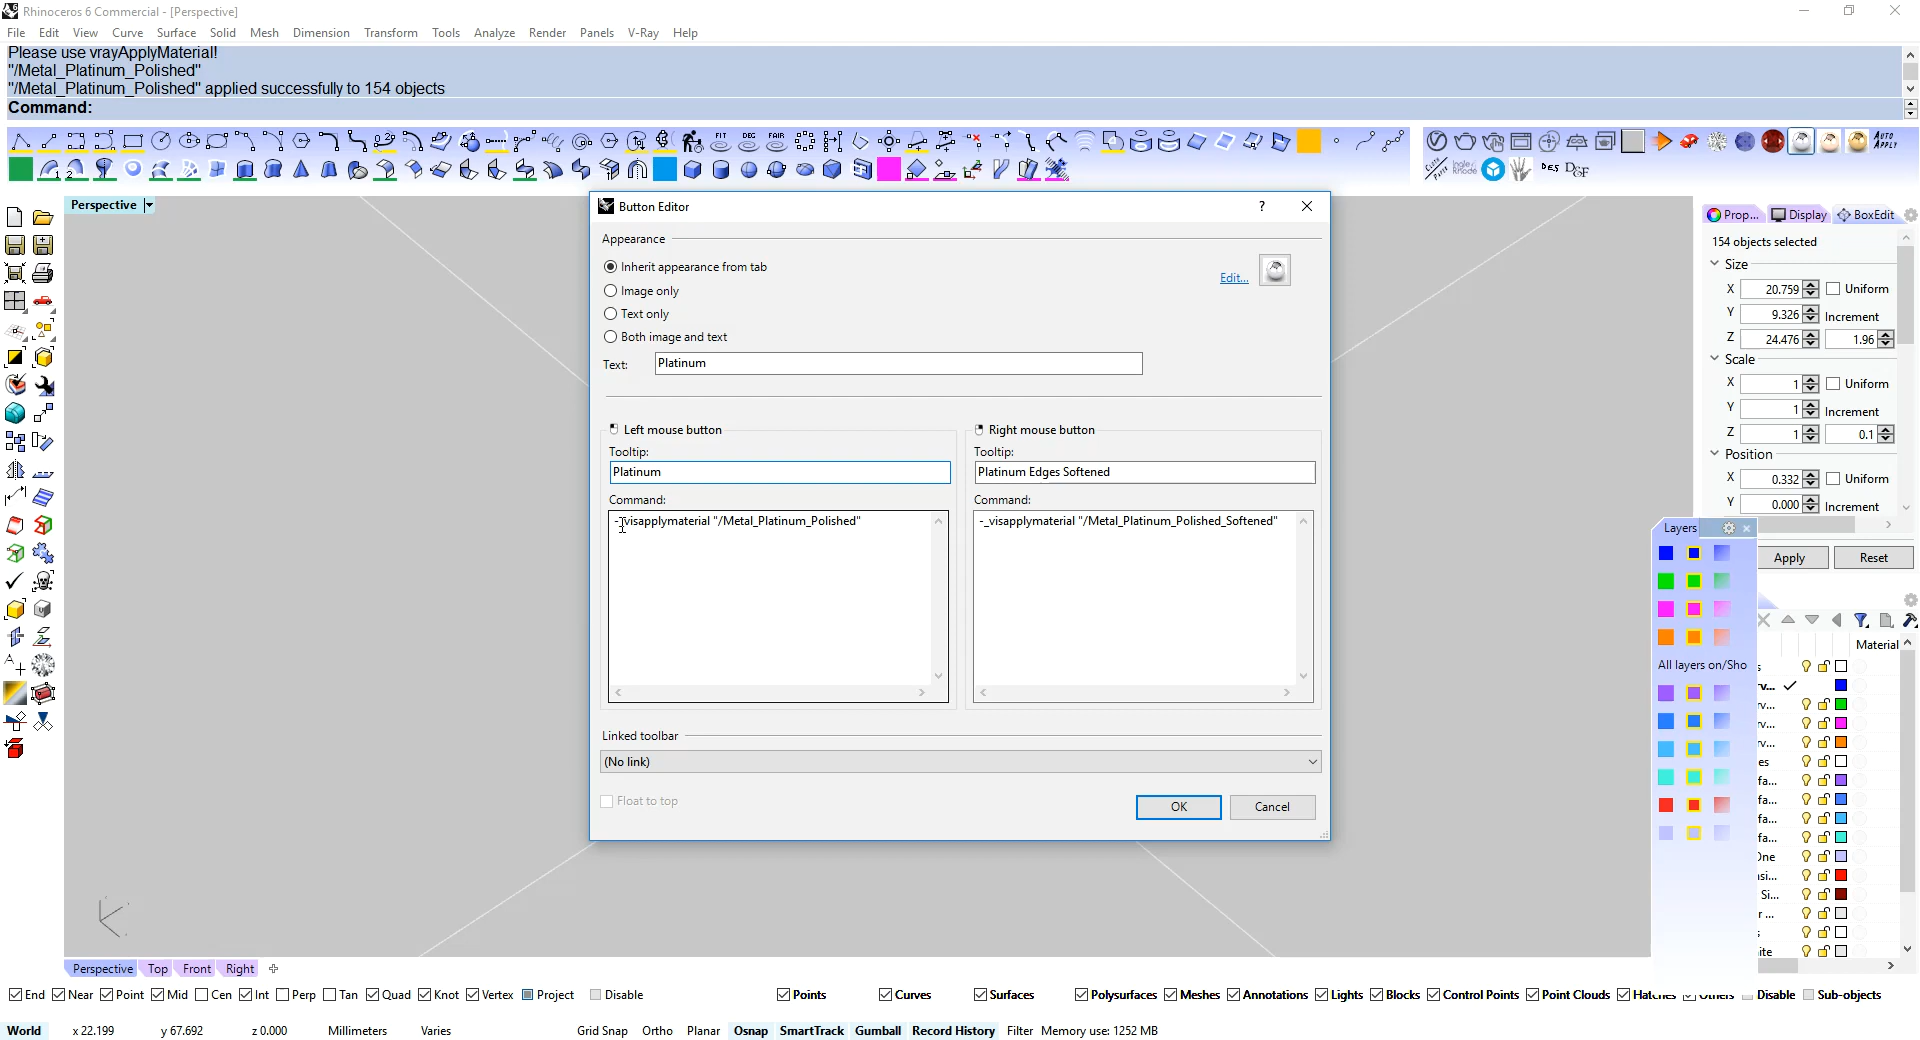 Rhinoceros 6 Commercial - [Perspective]
File Edit View Curve Surface Solid Mesh Dimension Transform Tools Analyze Render Panels V-Ray Help
Please use vrayApplyMaterial!
"/Metal_Platinum_Polished"
"/Metal_Platinum_Polished" applied successfully to 154 objects
Command:
FIT DEG FAIR
AUTO APPLY
DGF
Perspective
Button Editor
?
Appearance
Inherit appearance from tab
Edit...
Image only
Text only
Both image and text
Text: Platinum
Left mouse button
Tooltip:
Platinum
Command:
-_visapplymaterial "/Metal_Platinum_Polished"
Right mouse button
Tooltip:
Platinum Edges Softened
Command:
-_visapplymaterial "/Metal_Platinum_Polished_Softened"
Linked toolbar
(No link)
Float to top
OK Cancel
Prop... Display BoxEdit
154 objects selected
Size
X 20.759 Uniform
Y 9.326 Increment
Z 24.476 1.96
Scale
X 1 Uniform
Y 1 Increment
Z 1 0.1
Position
X 0.332 Uniform
Y 0.000 Increment
Apply Reset
Layers
All layers on/Sho
Material
Perspective Top Front Right
End Near Point Mid Cen Int Perp Tan Quad Knot Vertex Project Disable
Points Curves Surfaces Polysurfaces Meshes Annotations Lights Blocks Control Points Point Clouds Hatches Others Disable Sub-objects
World x 22.199 y 67.692 z 0.000 Millimeters Varies Grid Snap Ortho Planar Osnap SmartTrack Gumball Record History Filter Memory use: 1252 MB